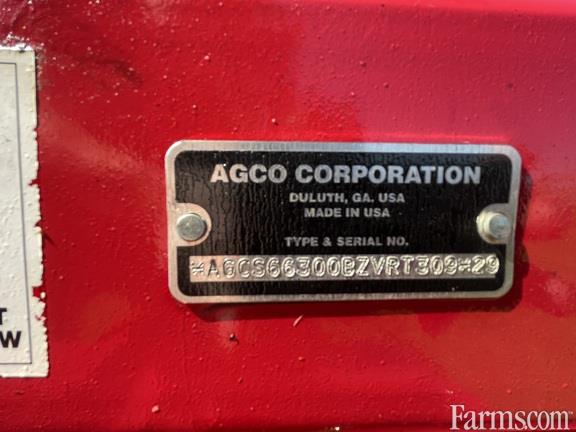 AGCO CORPORATION
DULUTH, GA. USA
MADE IN USA
TYPE & SERIAL NO.
*AGCS66300BZVRT309*29
W
Farms.com